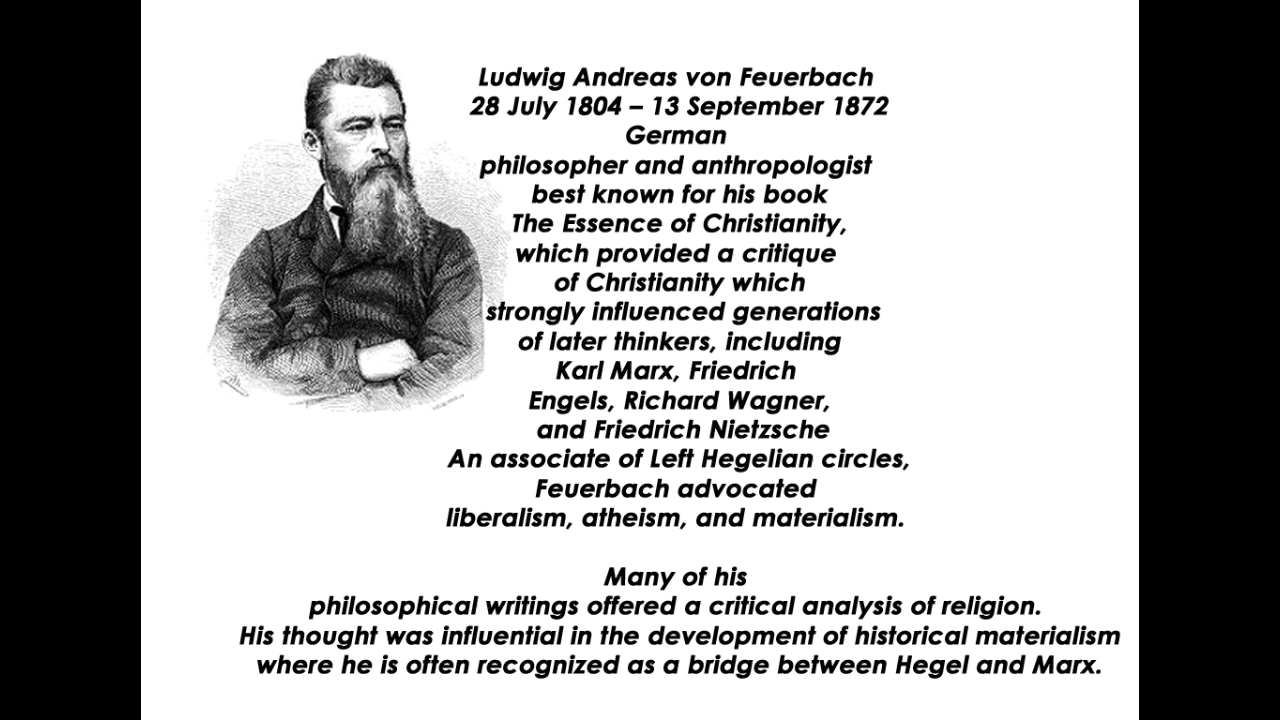 Ludwig Andreas von Feuerbach
28 July 1804 – 13 September 1872
German
philosopher and anthropologist
best known for his book
The Essence of Christianity,
which provided a critique
of Christianity which
strongly influenced generations
of later thinkers, including
Karl Marx, Friedrich
Engels, Richard Wagner,
and Friedrich Nietzsche
An associate of Left Hegelian circles,
Feuerbach advocated
liberalism, atheism, and materialism.
Many of his
philosophical writings offered a critical analysis of religion.
His thought was influential in the development of historical materialism
where he is often recognized as a bridge between Hegel and Marx.